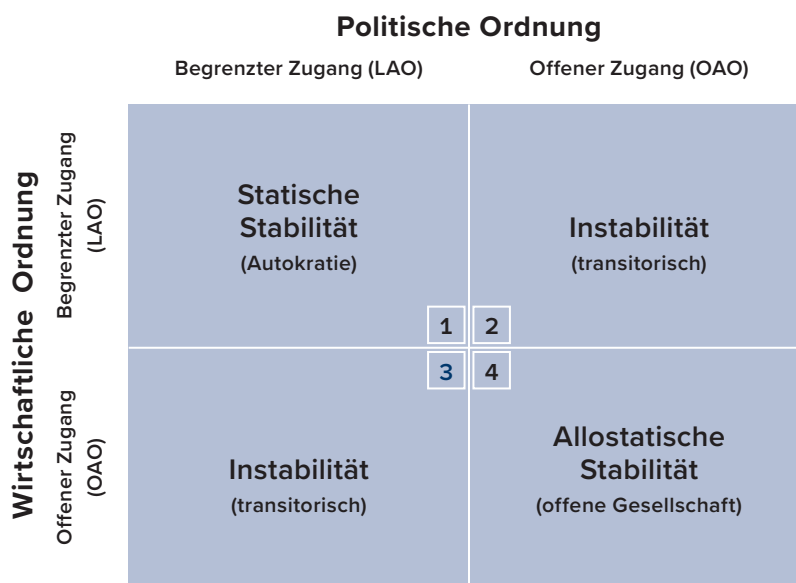 Politische Ordnung
Begrenzter Zugang (LAO)
Offener Zugang (OAO)
Wirtschaftliche Ordnung
Begrenzter Zugang
(LAO)
Statische
Stabilität
(Autokratie)
1
Instabilität
(transitorisch)
2
Offener Zugang
(OAO)
Instabilität
(transitorisch)
3
Allostatische
Stabilität
(offene Gesellschaft)
4